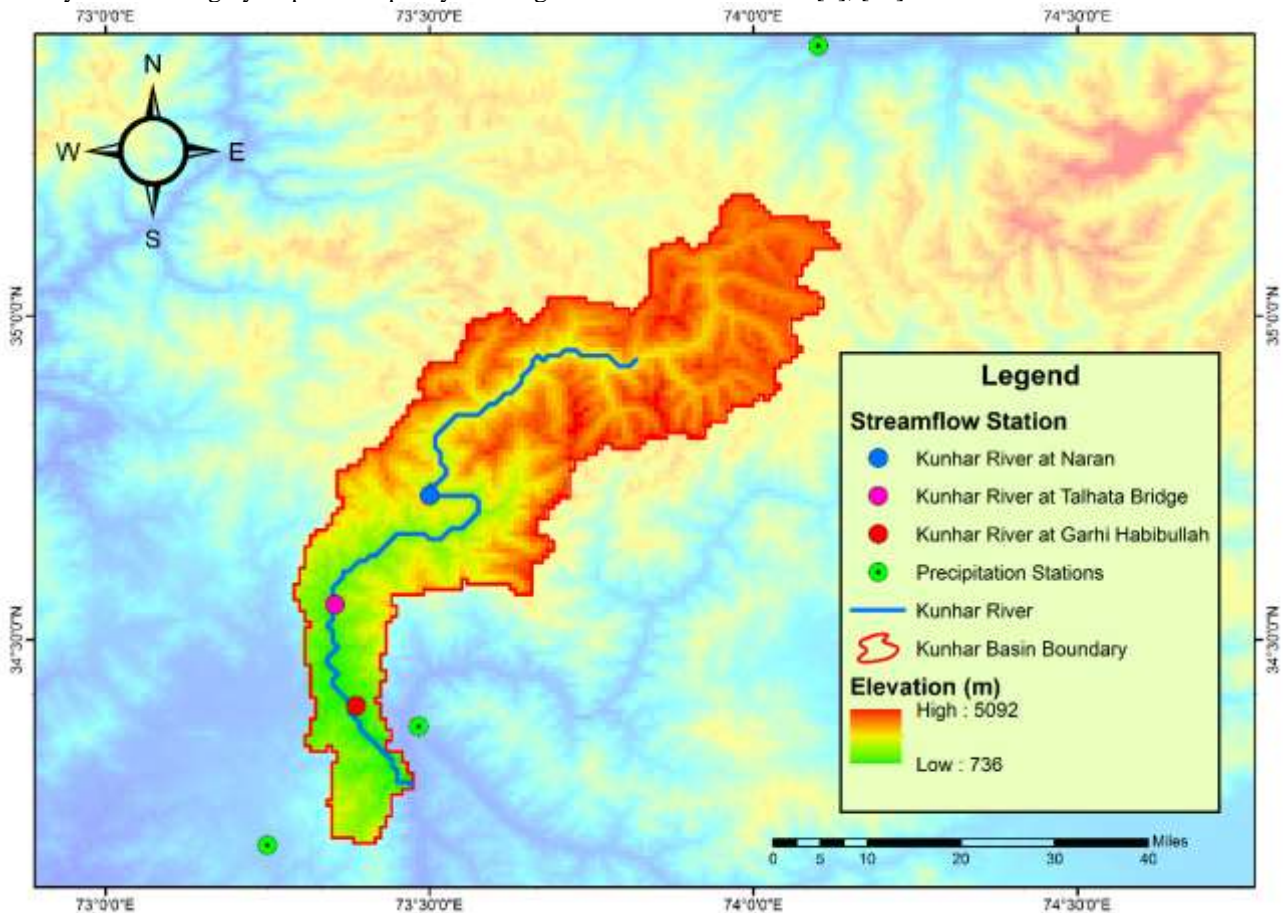 73°0'0"E 73°30'0"E 74°0'0"E 74°30'0"E
N
W E
S
35°0'0"N 35°0'0"N
34°30'0"N 34°30'0"N
Legend
Streamflow Station
Kunhar River at Naran
Kunhar River at Talhata Bridge
Kunhar River at Garhi Habibullah
Precipitation Stations
Kunhar River
Kunhar Basin Boundary
Elevation (m)
High : 5092
Low : 736
Miles
0 5 10 20 30 40
73°0'0"E 73°30'0"E 74°0'0"E 74°30'0"E